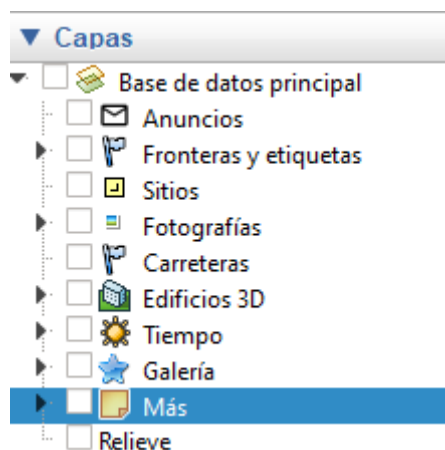 Capas
Base de datos principal
Anuncios
Fronteras y etiquetas
Sitios
Fotografías
Carreteras
Edificios 3D
Tiempo
Galería
Más
Relieve